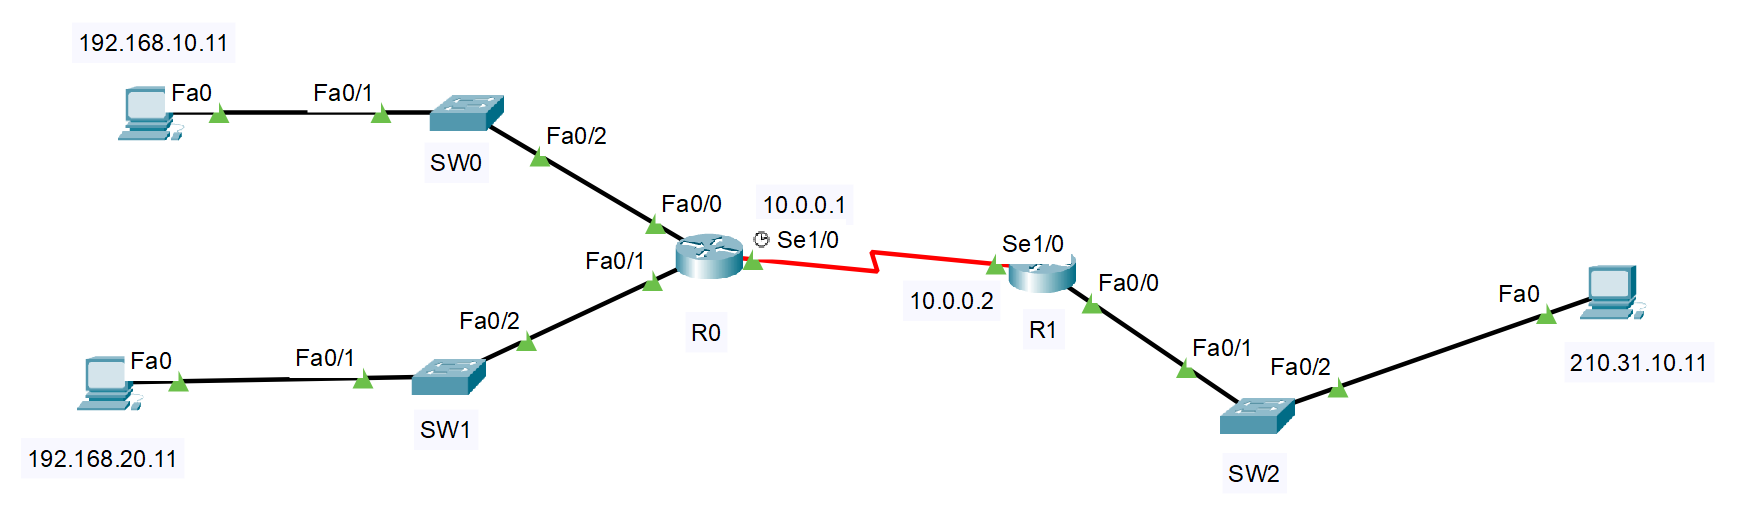 192.168.10.11
Fa0
Fa0/1
Fa0/2
SW0
Fa0/0
10.0.0.1
Se1/0
Se1/0
Fa0/1
Fa0/0
Fa0
10.0.0.2
R0
R1
Fa0/2
Fa0/1
Fa0/2
210.31.10.11
Fa0
Fa0/1
SW1
192.168.20.11
SW2